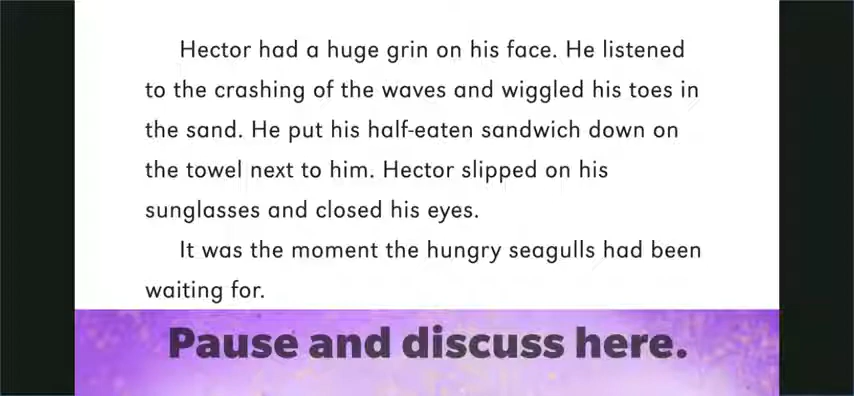 Hector had a huge grin on his face. He listened
to the crashing of the waves and wiggled his toes in
the sand. He put his half-eaten sandwich down on
the towel next to him. Hector slipped on his
sunglasses and closed his eyes.
It was the moment the hungry seagulls had been
waiting for.
Pause and discuss here.